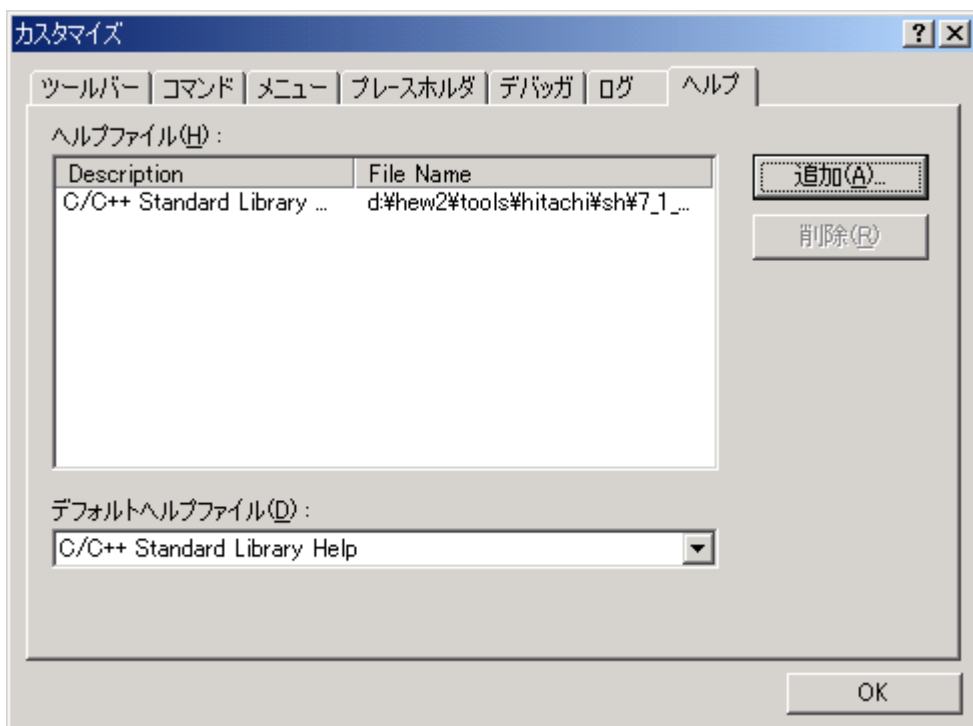 カスタマイズ
ツールバー コマンド メニュー プレースホルダ デバッガ ログ ヘルプ
ヘルプファイル(H):
Description File Name
C/C++ Standard Library ... d:¥hew2¥tools¥hitachi¥sh¥7_1_...
追加(A)...
削除(R)
デフォルトヘルプファイル(D):
C/C++ Standard Library Help
OK